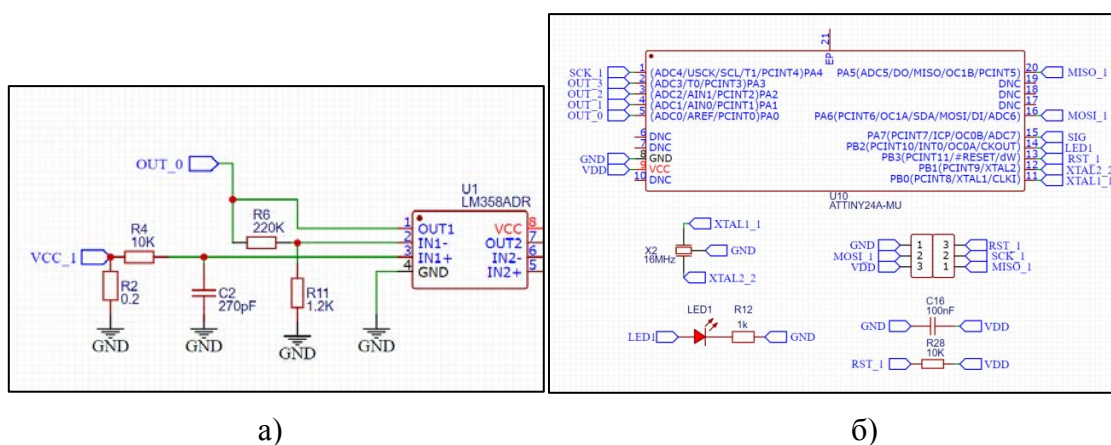 OUT_0
U1
LM358ADR
R6
220K
R4
10K
VCC_1
R2
0.2
C2
270pF
R11
1.2K
1 OUT1 VCC 8
2 IN1- OUT2 7
3 IN1+ IN2- 6
4 GND IN2+ 5
GND GND GND GND
а)
21
EP
SCK_1 1 (ADC4/USCK/SCL/T1/PCINT4)PA4 PA5(ADC5/DO/MISO/OC1B/PCINT5) 20 MISO_1
OUT_3 2 (ADC3/T0/PCINT3)PA3 DNC 19
OUT_2 3 (ADC2/AIN1/PCINT2)PA2 DNC 18
OUT_1 4 (ADC1/AIN0/PCINT1)PA1 DNC 17
OUT_0 5 (ADC0/AREF/PCINT0)PA0 PA6(PCINT6/OC1A/SDA/MOSI/DI/ADC6) 16 MOSI_1
6 DNC PA7(PCINT7/ICP/OC0B/ADC7) 15 SIG
7 DNC PB2(PCINT10/INT0/OC0A/CKOUT) 14 LED1
GND 8 GND PB3(PCINT11/#RESET/dW) 13 RST_1
VDD 9 VCC PB1(PCINT9/XTAL2) 12 XTAL2_2
10 DNC PB0(PCINT8/XTAL1/CLKI) 11 XTAL1_1
U10
ATTINY24A-MU
XTAL1_1
X2
16MHz
GND
XTAL2_2
GND 1 3 RST_1
MOSI_1 2 2 SCK_1
VDD 3 1 MISO_1
LED1 R12
1k
LED1 GND
C16
100nF
GND VDD
R28
10K
RST_1 VDD
б)